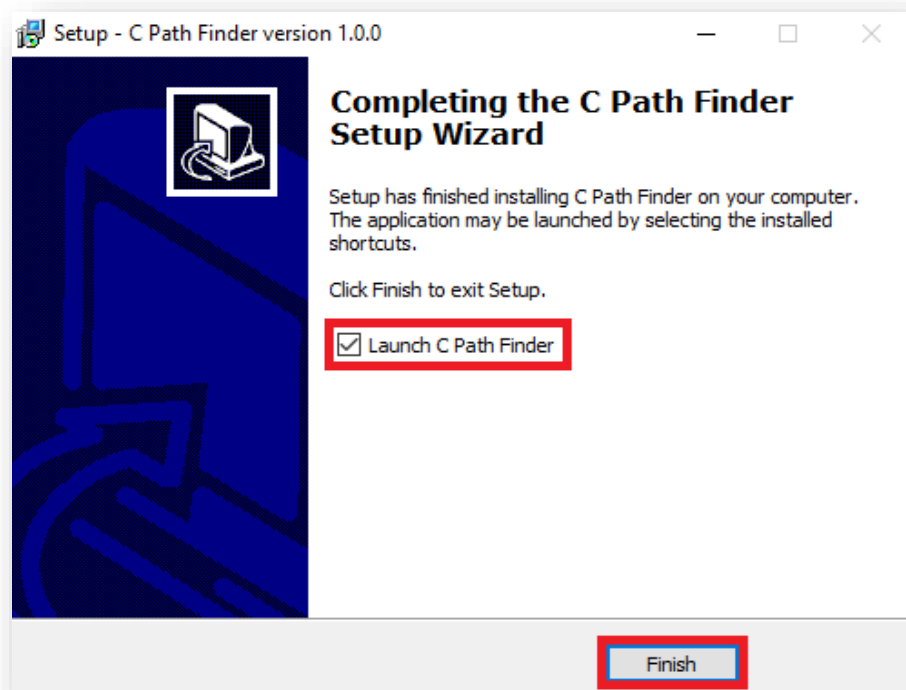 Setup - C Path Finder version 1.0.0
Completing the C Path Finder
Setup Wizard
Setup has finished installing C Path Finder on your computer.
The application may be launched by selecting the installed
shortcuts.
Click Finish to exit Setup.
Launch C Path Finder
Finish